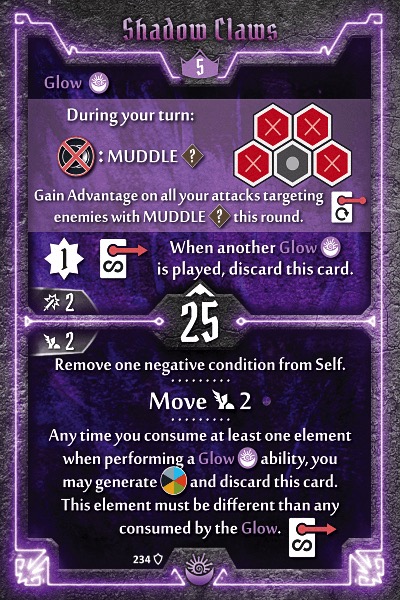 Shadow Claws
5
Glow
During your turn:
: MUDDLE ?
Gain Advantage on all your attacks targeting
enemies with MUDDLE ? this round.
1
When another Glow
is played, discard this card.
2
25
2
Remove one negative condition from Self.
Move 2
Any time you consume at least one element
when performing a Glow ability, you
may generate and discard this card.
This element must be different than any
consumed by the Glow.
234